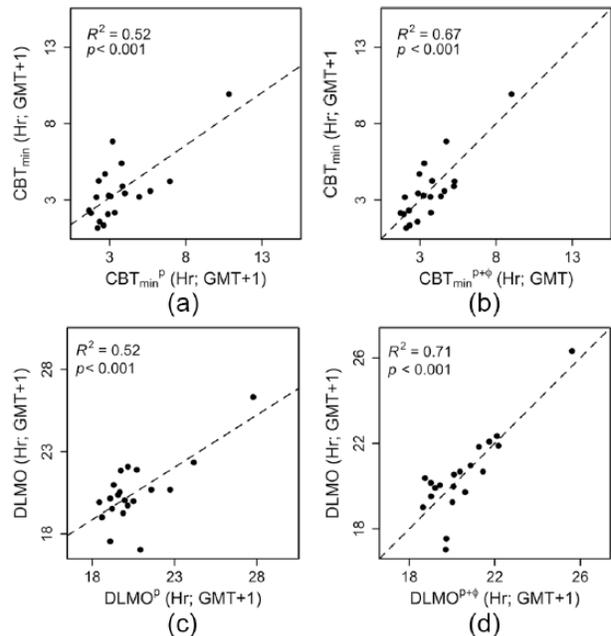 R² = 0.52
p< 0.001
13
8
3
CBTmin (Hr; GMT+1)
3
8
13
CBTminᵖ (Hr; GMT+1)
(a)
R² = 0.67
p < 0.001
13
8
3
CBTmin (Hr; GMT+1
3
8
13
CBTminᵖ⁺ᶲ (Hr; GMT)
(b)
R² = 0.52
p< 0.001
28
23
18
DLMO (Hr; GMT+1)
18
24
28
DLMOᵖ (Hr; GMT+1)
(c)
R² = 0.71
p < 0.001
26
22
18
DLMO (Hr; GMT+1)
18
22
26
DLMOᵖ⁺ᶲ (Hr; GMT+1)
(d)